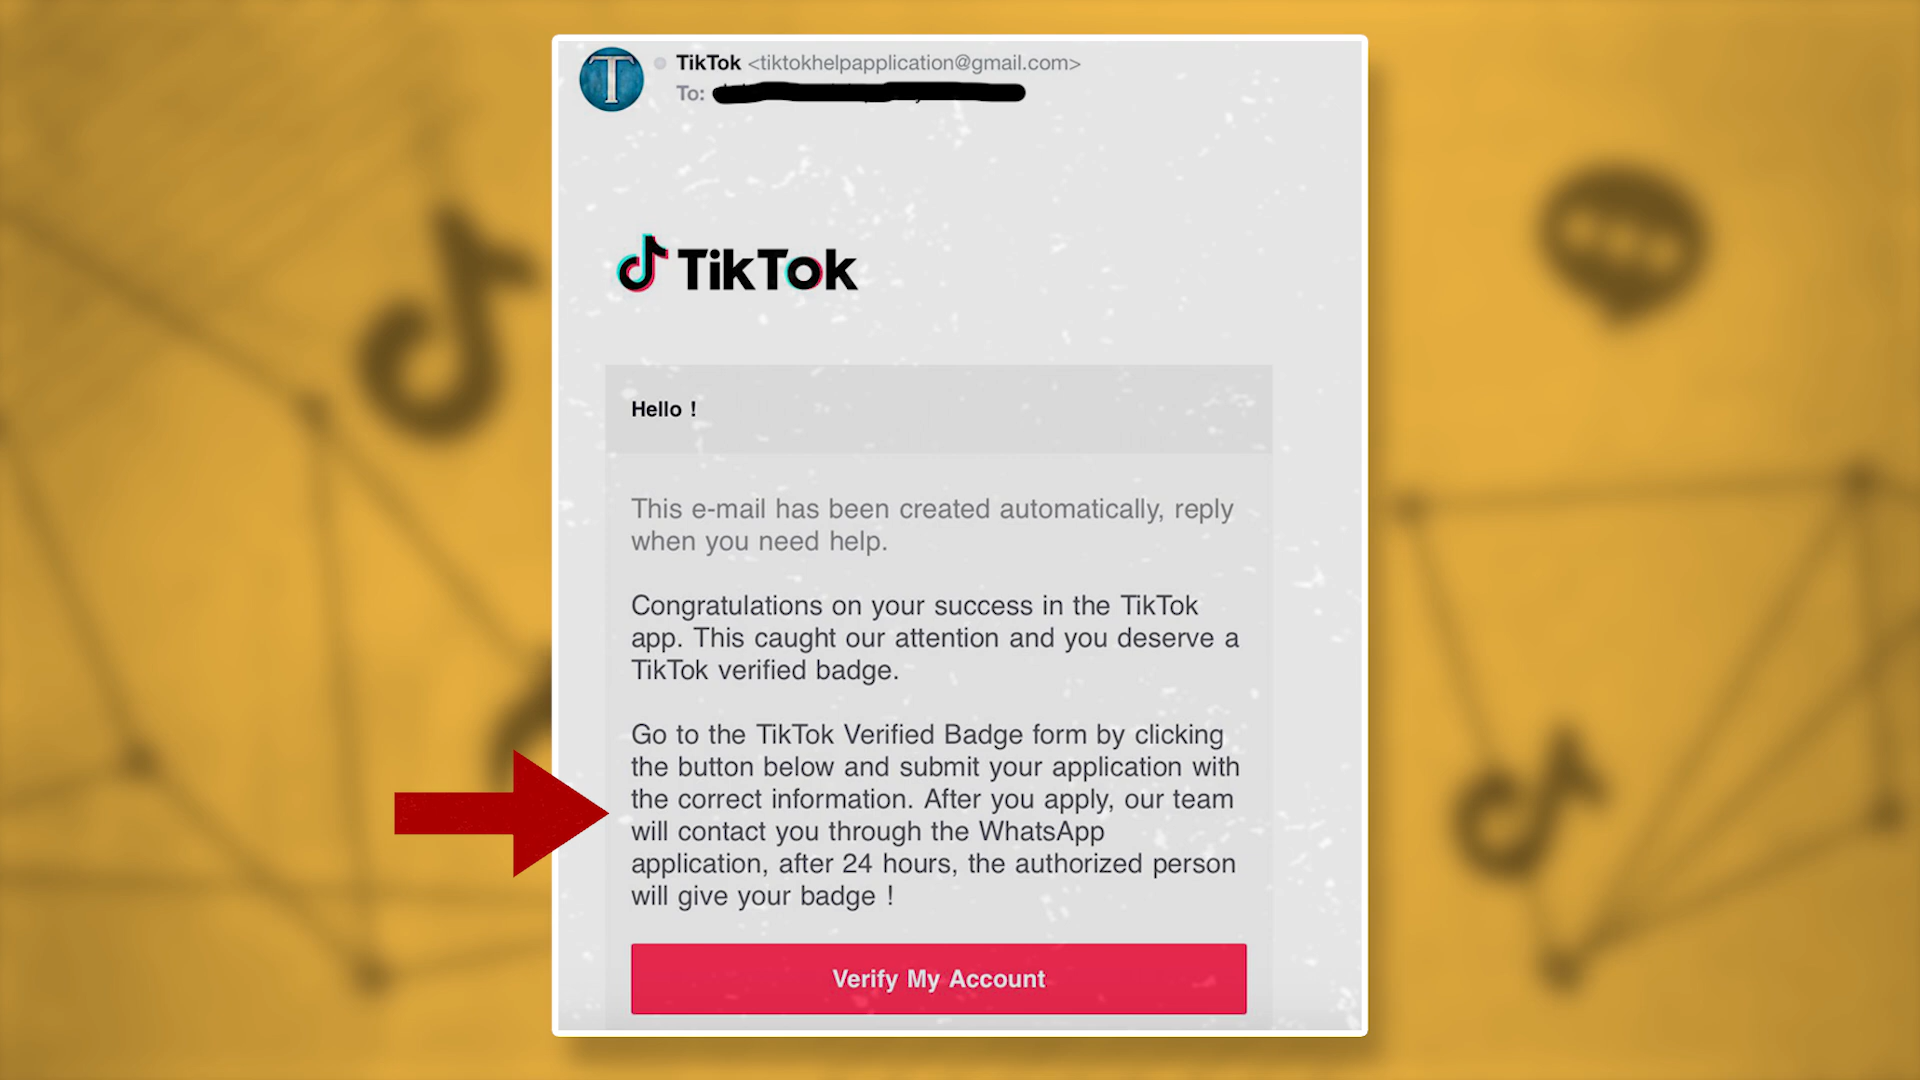 T
TikTok <tiktokhelpapplication@gmail.com>
To:
TikTok
Hello !
This e-mail has been created automatically, reply
when you need help.
Congratulations on your success in the TikTok
app. This caught our attention and you deserve a
TikTok verified badge.
Go to the TikTok Verified Badge form by clicking
the button below and submit your application with
the correct information. After you apply, our team
will contact you through the WhatsApp
application, after 24 hours, the authorized person
will give your badge !
Verify My Account